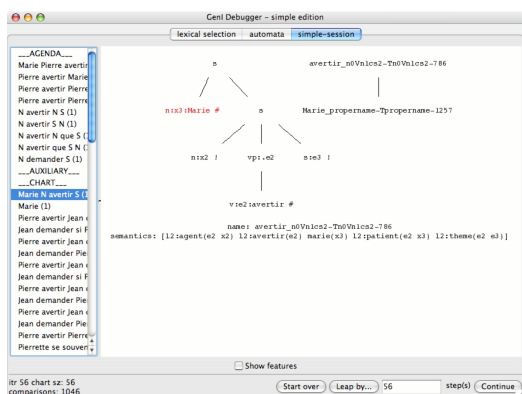 GenI Debugger - simple edition
lexical selection automata simple-session
___AGENDA___
Marie Pierre avertir
Pierre avertir Marie
Pierre avertir Pierre
Pierre avertir Pierre
N avertir N S (1)
N avertir S N (1)
N avertir N que S (
N avertir que S N (
N demander S (1)
___AUXILIARY___
___CHART___
Marie N avertir S (1
Marie (1)
Pierre avertir Jean
Jean demander si P
Pierre avertir Jean
Jean demander Pie
Pierre avertir Jean
Jean demander si P
Pierre avertir Jean
Jean demander Pie
Pierre avertir Jean
Jean demander Pie
Pierre avertir Pierre
Pierrette se souven
s avertir_n0Vn1cs2-Tn0Vn1cs2-786
n:x3:Marie # s Marie_propername-Tpropername-1257
n:x2 ! vp:.e2 s:e3 !
v:e2:avertir #
name: avertir_n0Vn1cs2-Tn0Vn1cs2-786
semantics: [l2:agent(e2 x2) l2:avertir(e2) marie(x3) l2:patient(e2 x3) l2:theme(e2 e3)]
Show features
itr 56 chart sz: 56
comparisons: 1046
Start over Leap by... 56 step(s) Continue